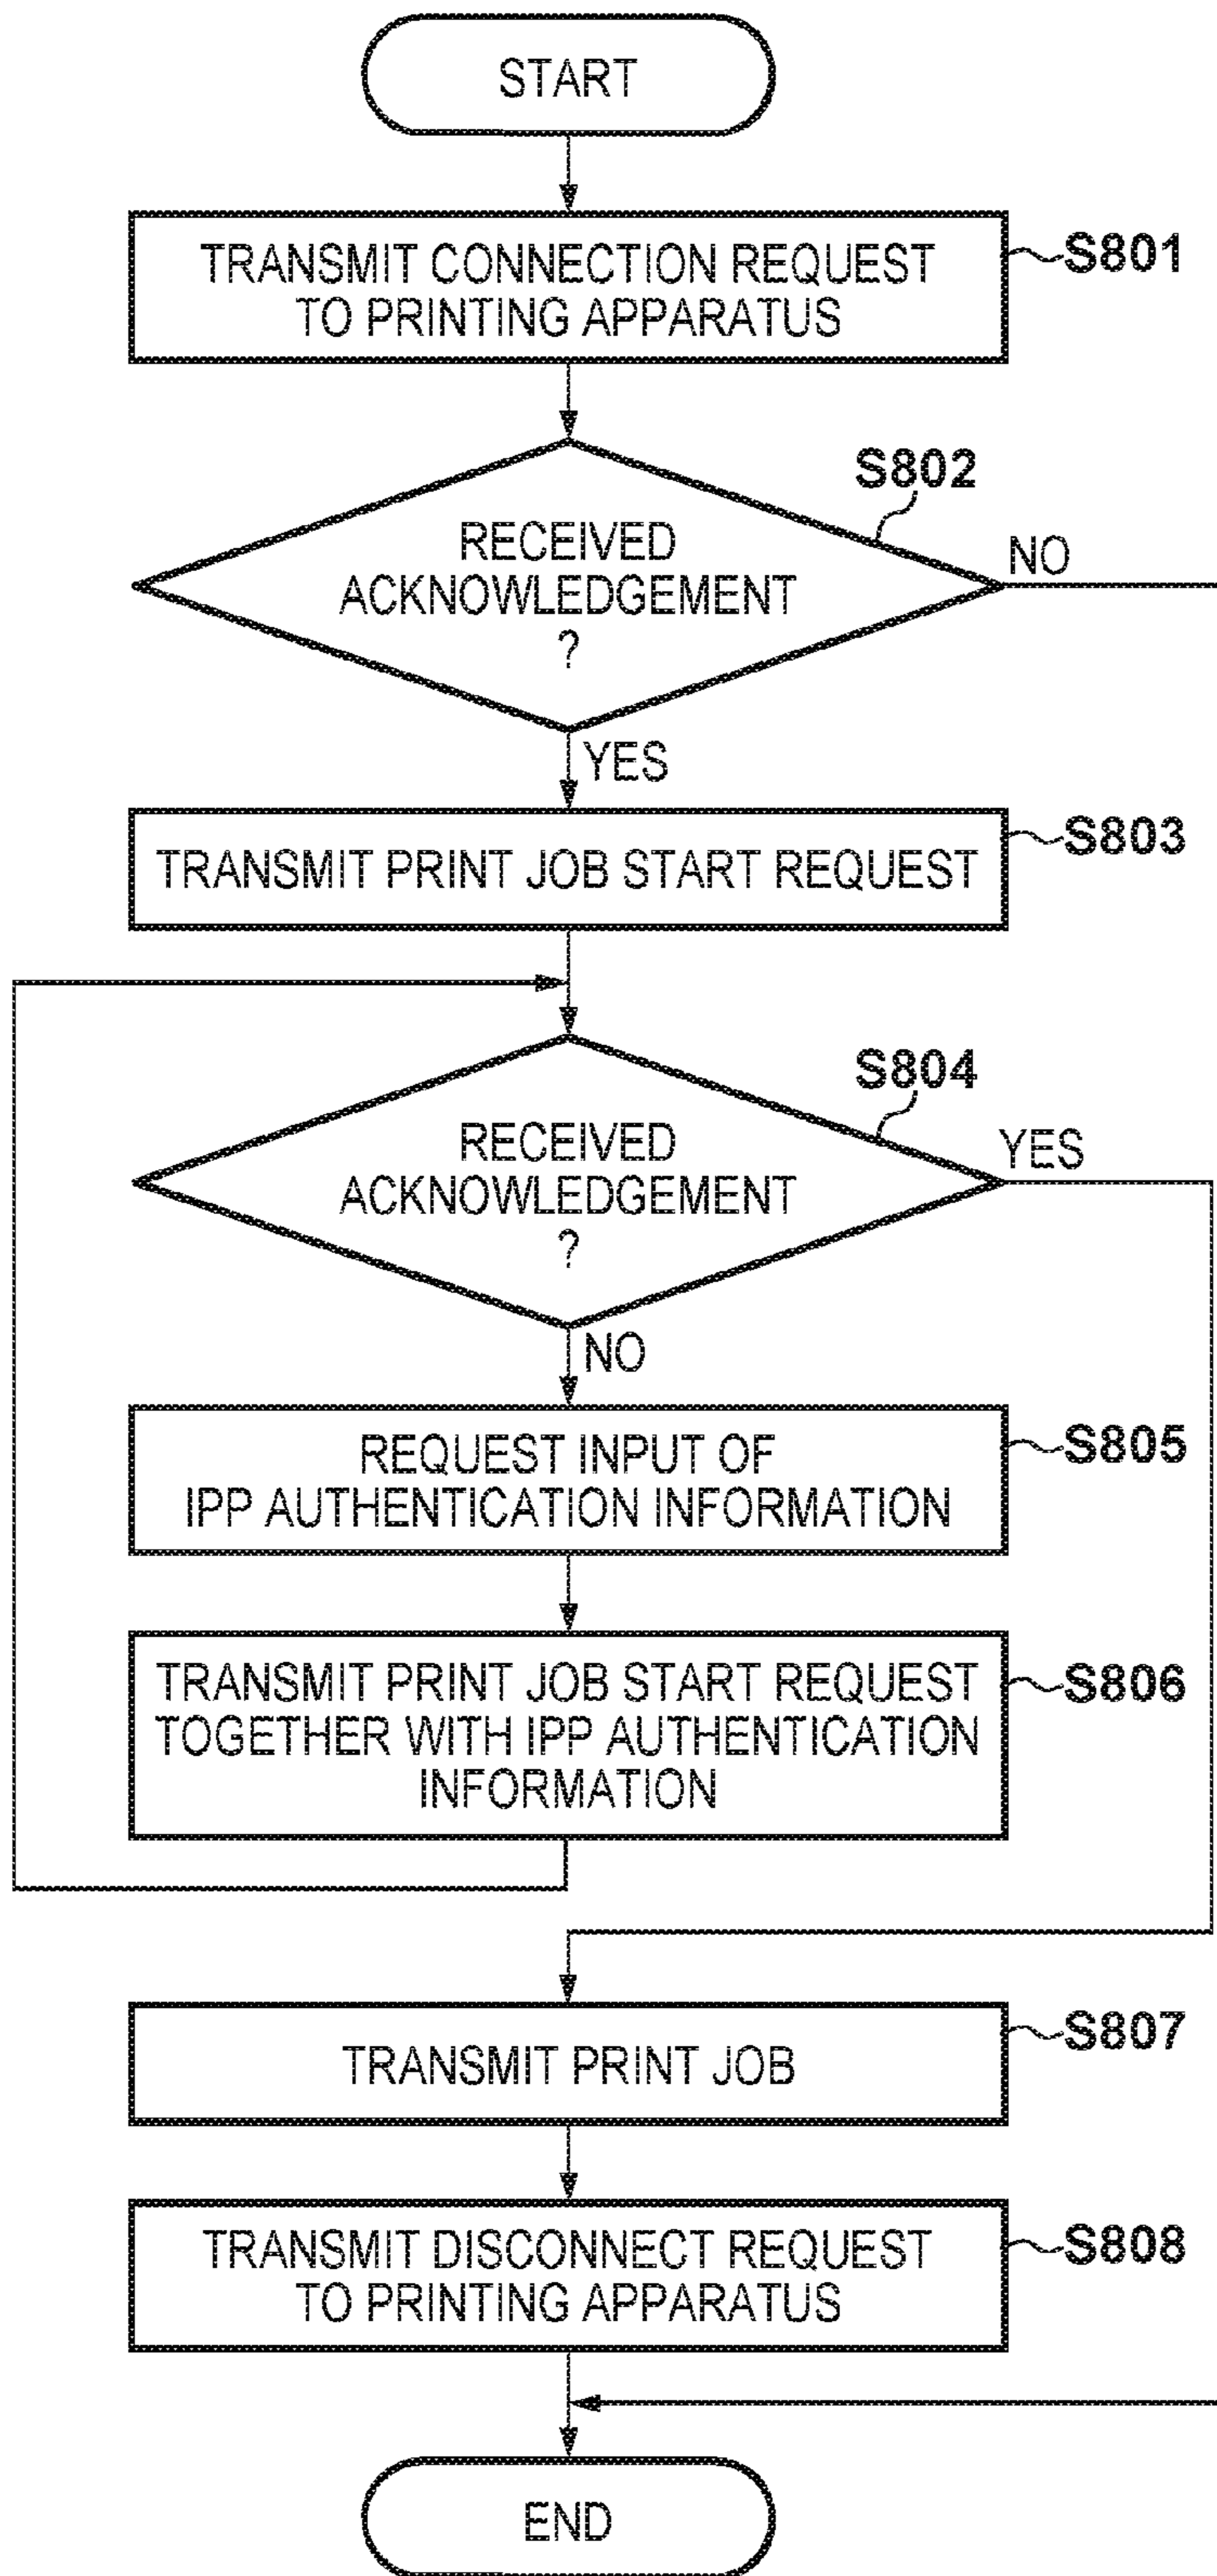 START
TRANSMIT CONNECTION REQUEST
TO PRINTING APPARATUS
S801
S802
RECEIVED
ACKNOWLEDGEMENT
?
NO
YES
TRANSMIT PRINT JOB START REQUEST
S803
S804
RECEIVED
ACKNOWLEDGEMENT
?
YES
NO
REQUEST INPUT OF
IPP AUTHENTICATION INFORMATION
S805
TRANSMIT PRINT JOB START REQUEST
TOGETHER WITH IPP AUTHENTICATION
INFORMATION
S806
TRANSMIT PRINT JOB
S807
TRANSMIT DISCONNECT REQUEST
TO PRINTING APPARATUS
S808
END